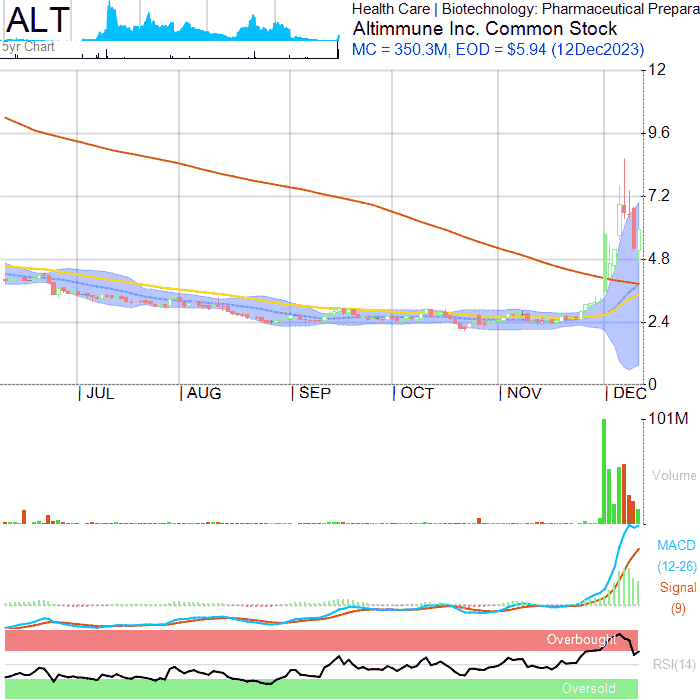 ALT
5yr Chart
Health Care | Biotechnology: Pharmaceutical Prepara
Altimmune Inc. Common Stock
MC = 350.3M, EOD = $5.94 (12Dec2023)
12
9.6
7.2
4.8
2.4
0
JUL
AUG
SEP
OCT
NOV
DEC
101M
Volume
MACD
(12-26)
Signal
(9)
Overbought
RSI(14)
Oversold